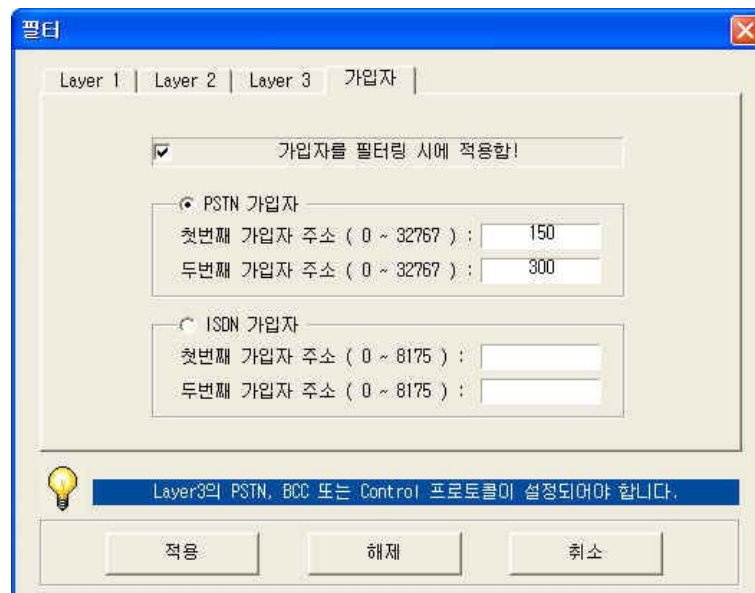 필터
Layer 1 | Layer 2 | Layer 3 | 가입자
가입자를 필터링 시에 적용함!
PSTN 가입자
첫번째 가입자 주소 ( 0 ~ 32767 ) : 150
두번째 가입자 주소 ( 0 ~ 32767 ) : 300
ISDN 가입자
첫번째 가입자 주소 ( 0 ~ 8175 ) :
두번째 가입자 주소 ( 0 ~ 8175 ) :
Layer3의 PSTN, BCC 또는 Control 프로토콜이 설정되어야 합니다.
적용 해제 취소